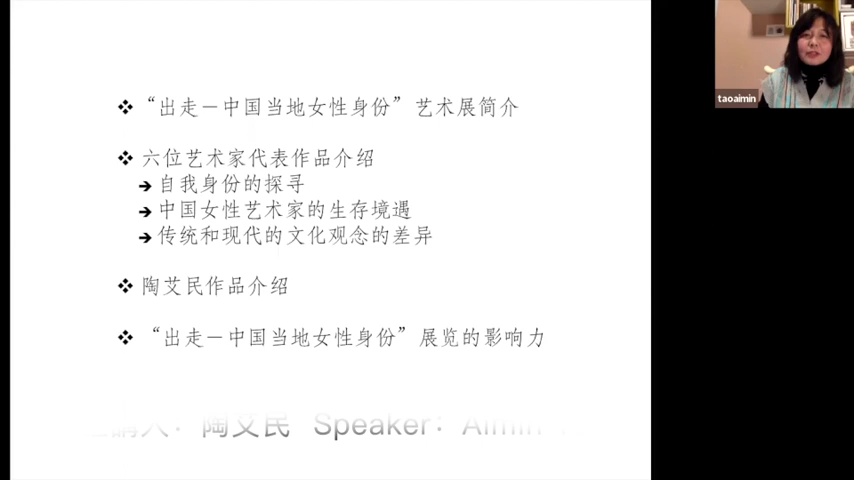 “出走－中国当地女性身份”艺术展简介
六位艺术家代表作品介绍
自我身份的探寻
中国女性艺术家的生存境遇
传统和现代的文化观念的差异
陶艾民作品介绍
“出走－中国当地女性身份”展览的影响力
講人：陶艾民 Speaker：Aimin
taoaimin